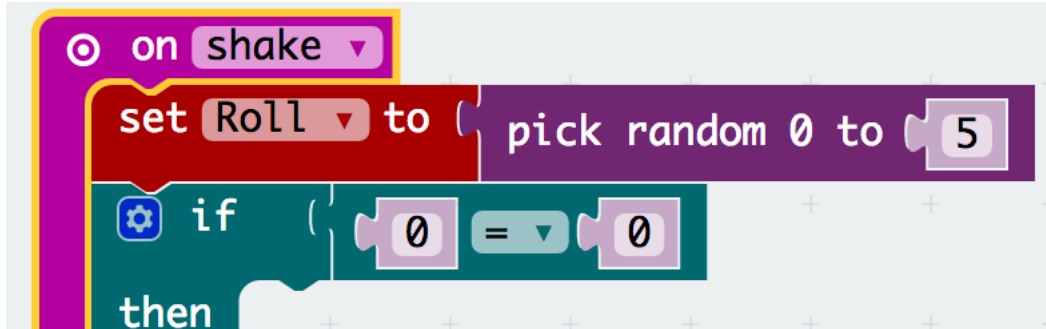 on shake
set Roll to pick random 0 to 5
if 0 = 0
then